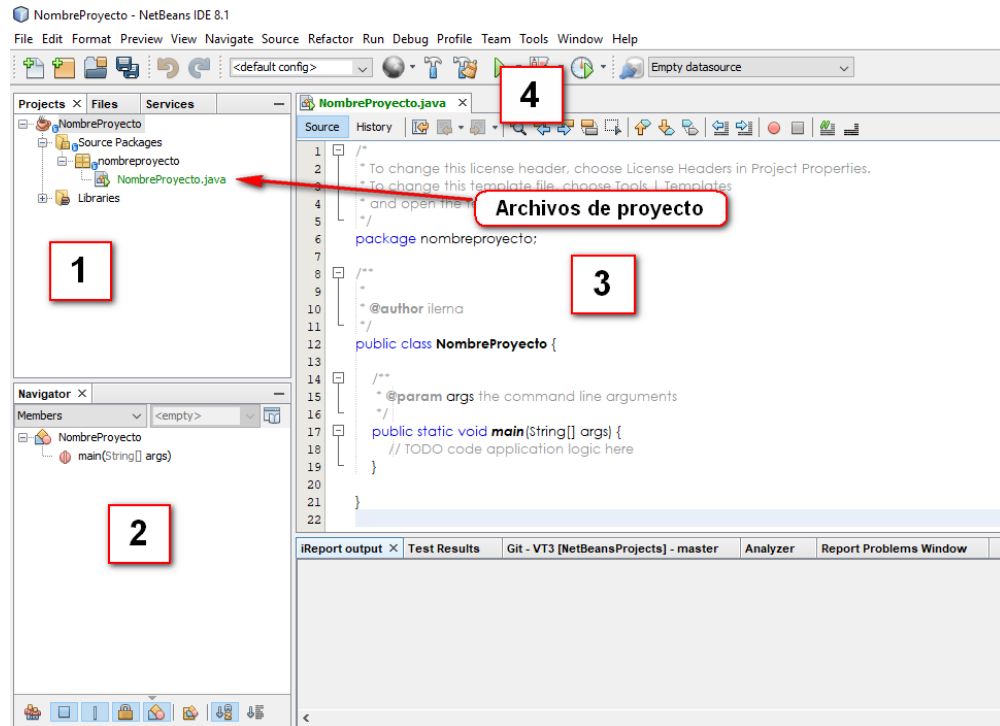 NombreProyecto - NetBeans IDE 8.1
File Edit Format Preview View Navigate Source Refactor Run Debug Profile Team Tools Window Help
<default config>
Empty datasource
4
Projects Files Services
NombreProyecto
Source Packages
nombreproyecto
NombreProyecto.java
Libraries
1
Navigator
Members
<empty>
NombreProyecto
main(String[] args)
2
NombreProyecto.java
Source History
1 /*
2 * To change this license header, choose License Headers in Project Properties.
3 * To change this template file, choose Tools | Templates
4 * and open the
Archivos de proyecto
5 */
6 package nombreproyecto;
7
8 /**
9 *
10 * @author ilerna
11 */
12 public class NombreProyecto {
13
14 /**
15 * @param args the command line arguments
16 */
17 public static void main(String[] args) {
18 // TODO code application logic here
19 }
20
21 }
22
3
iReport output Test Results Git - VT3 [NetBeansProjects] - master Analyzer Report Problems Window